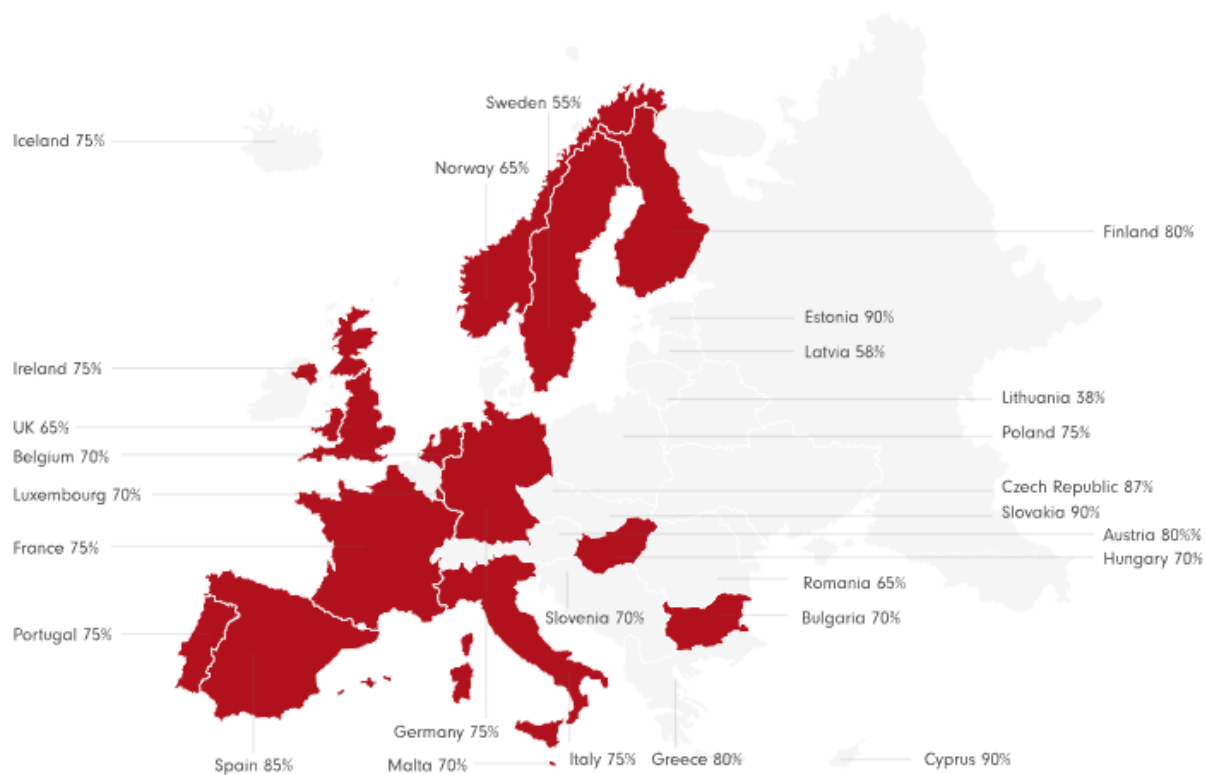 Sweden 55%
Iceland 75%
Norway 65%
Finland 80%
Estonia 90%
Latvia 58%
Ireland 75%
Lithuania 38%
UK 65%
Poland 75%
Belgium 70%
Czech Republic 87%
Luxembourg 70%
Slovakia 90%
Austria 80%%
France 75%
Hungary 70%
Romania 65%
Slovenia 70%
Bulgaria 70%
Portugal 75%
Germany 75%
Italy 75%
Greece 80%
Cyprus 90%
Spain 85%
Malta 70%